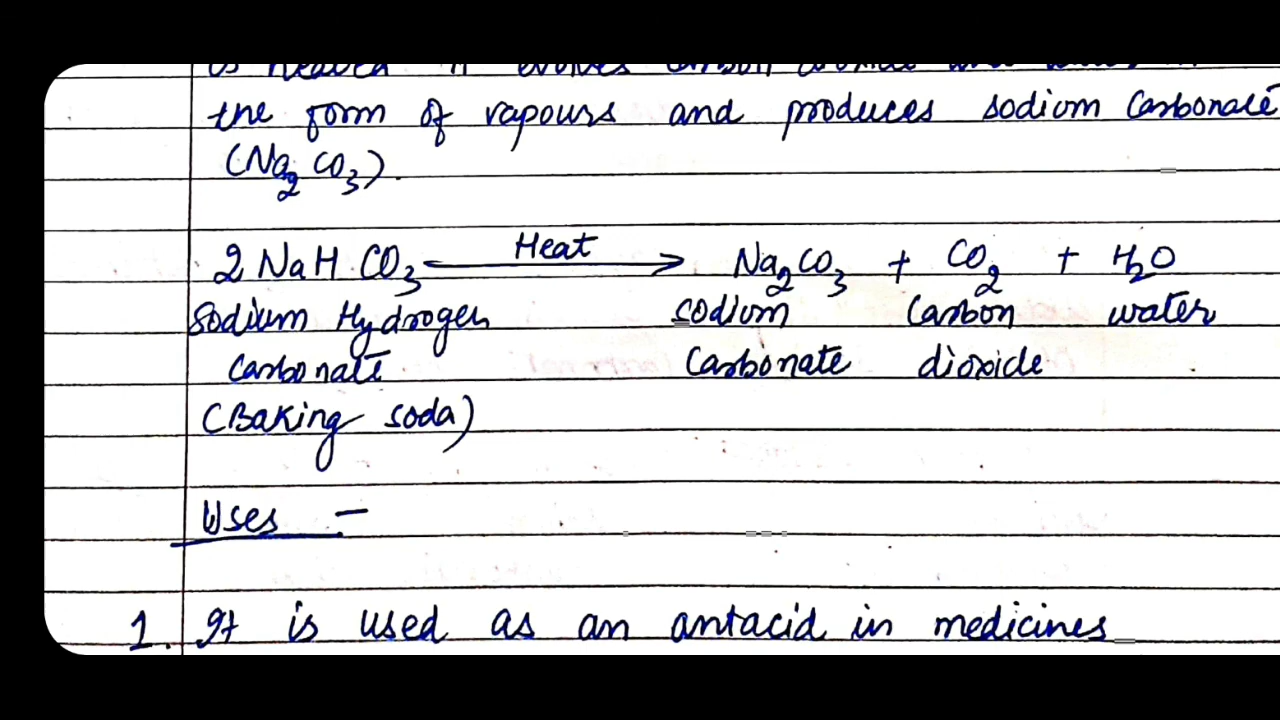 the form of vapours and produces sodium Carbonate
(Na₂CO₃).
2 NaHCO₃ Heat → Na₂CO₃ + CO₂ + H₂O
Sodium Hydrogen sodium Carbon water
Carbonate Carbonate dioxide
(Baking soda)
Uses –
1. It is used as an antacid in medicines